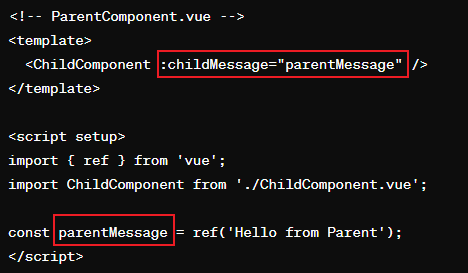 <!-- ParentComponent.vue -->
<template>
  <ChildComponent :childMessage="parentMessage" />
</template>

<script setup>
import { ref } from 'vue';
import ChildComponent from './ChildComponent.vue';

const parentMessage = ref('Hello from Parent');
</script>